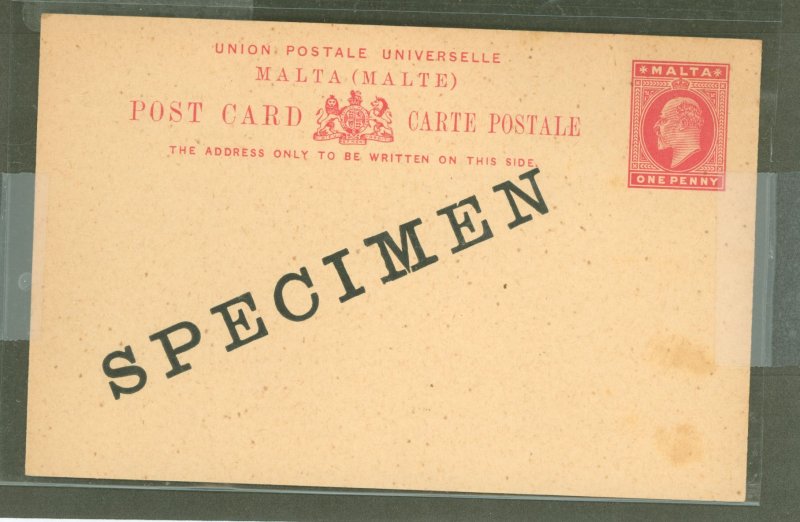 UNION POSTALE UNIVERSELLE
MALTA (MALTE)
POST CARD CARTE POSTALE
THE ADDRESS ONLY TO BE WRITTEN ON THIS SIDE.
MALTA
ONE PENNY
SPECIMEN